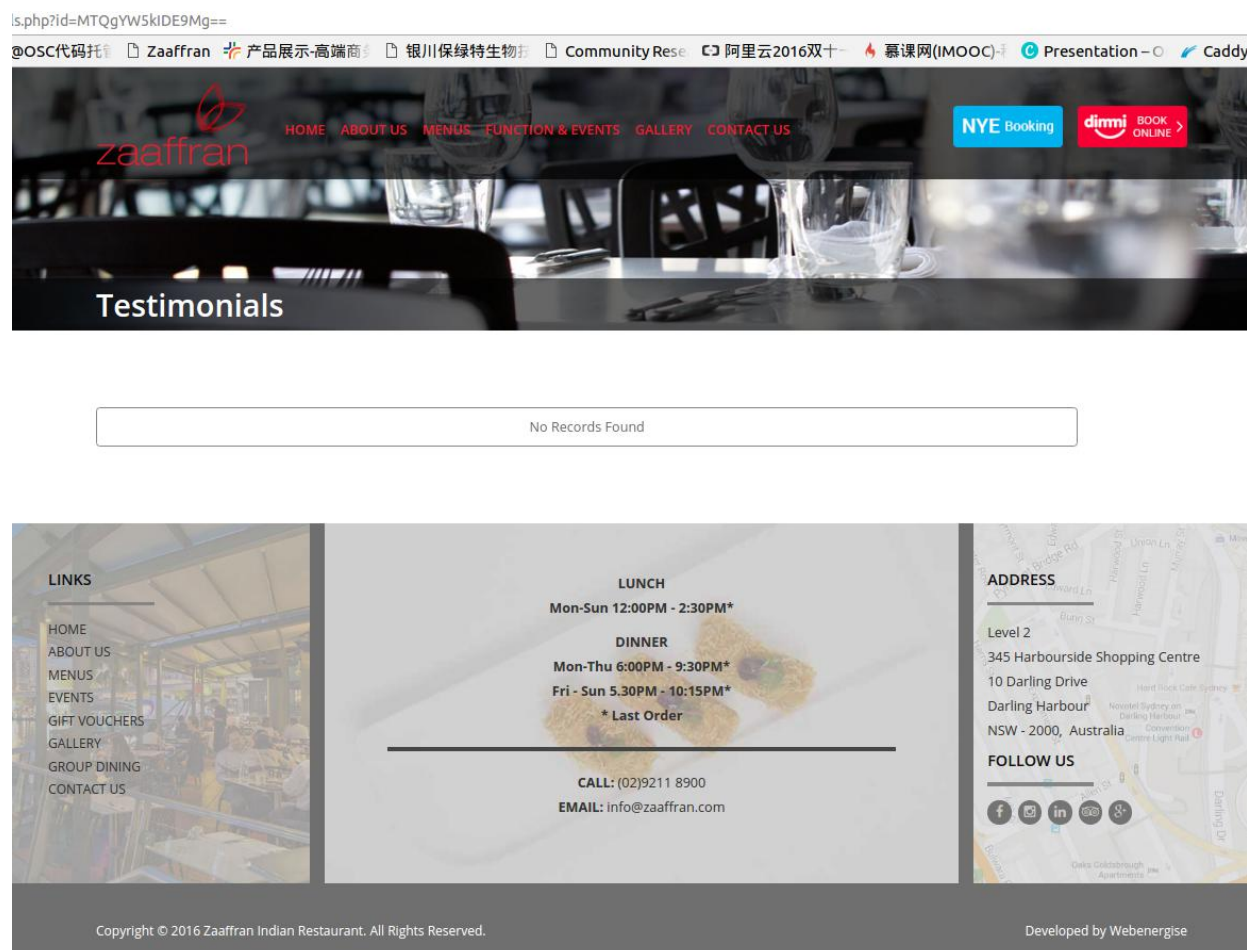 ls.php?id=MTQgYW5kIDE9Mg==
@OSC代码托管 Zaaffran 产品展示-高端商务 银川保绿特生物技 Community Rese 阿里云2016双十一 慕课网(IMOOC)- Presentation – O Caddy
zaaffran
HOME ABOUT US MENUS FUNCTION & EVENTS GALLERY CONTACT US
NYE Booking
dimmi BOOK ONLINE >
Testimonials
No Records Found
LINKS
HOME
ABOUT US
MENUS
EVENTS
GIFT VOUCHERS
GALLERY
GROUP DINING
CONTACT US
LUNCH
Mon-Sun 12:00PM - 2:30PM*
DINNER
Mon-Thu 6:00PM - 9:30PM*
Fri - Sun 5.30PM - 10:15PM*
* Last Order
CALL: (02)9211 8900
EMAIL: info@zaaffran.com
ADDRESS
Level 2
345 Harbourside Shopping Centre
10 Darling Drive
Darling Harbour
NSW - 2000, Australia
FOLLOW US
Copyright © 2016 Zaaffran Indian Restaurant. All Rights Reserved.
Developed by Webenergise